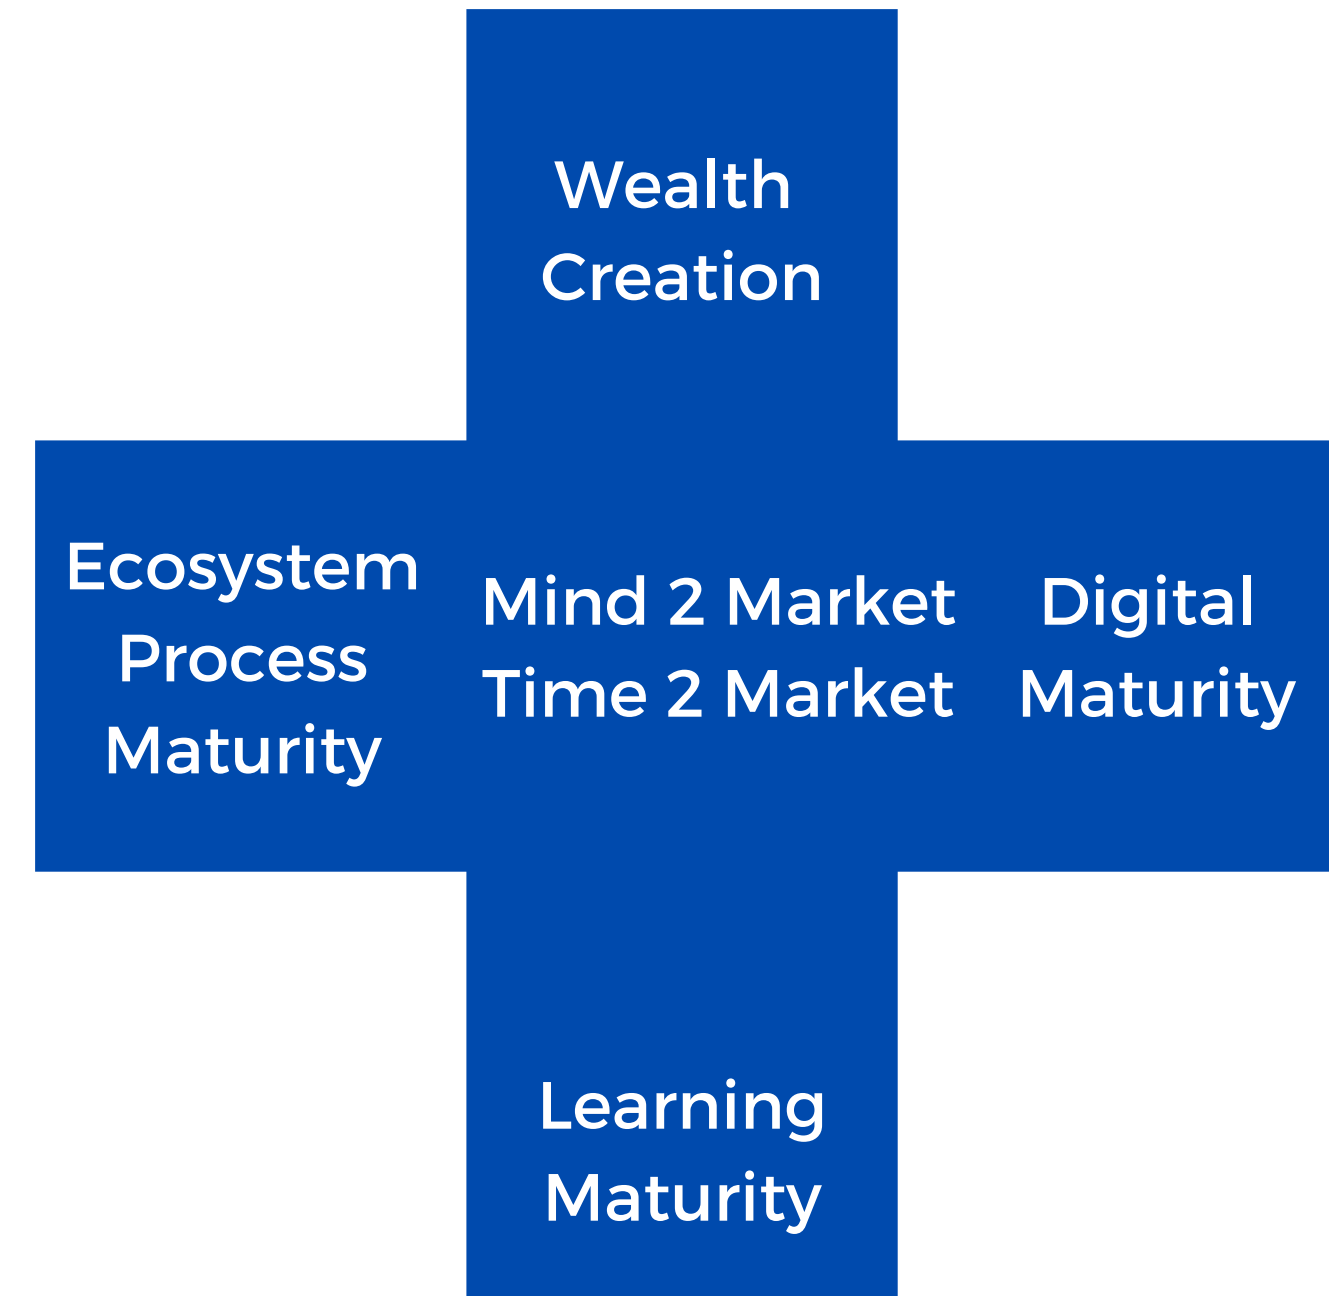 Wealth
Creation
Ecosystem
Process
Maturity
Mind 2 Market
Time 2 Market
Digital
Maturity
Learning
Maturity